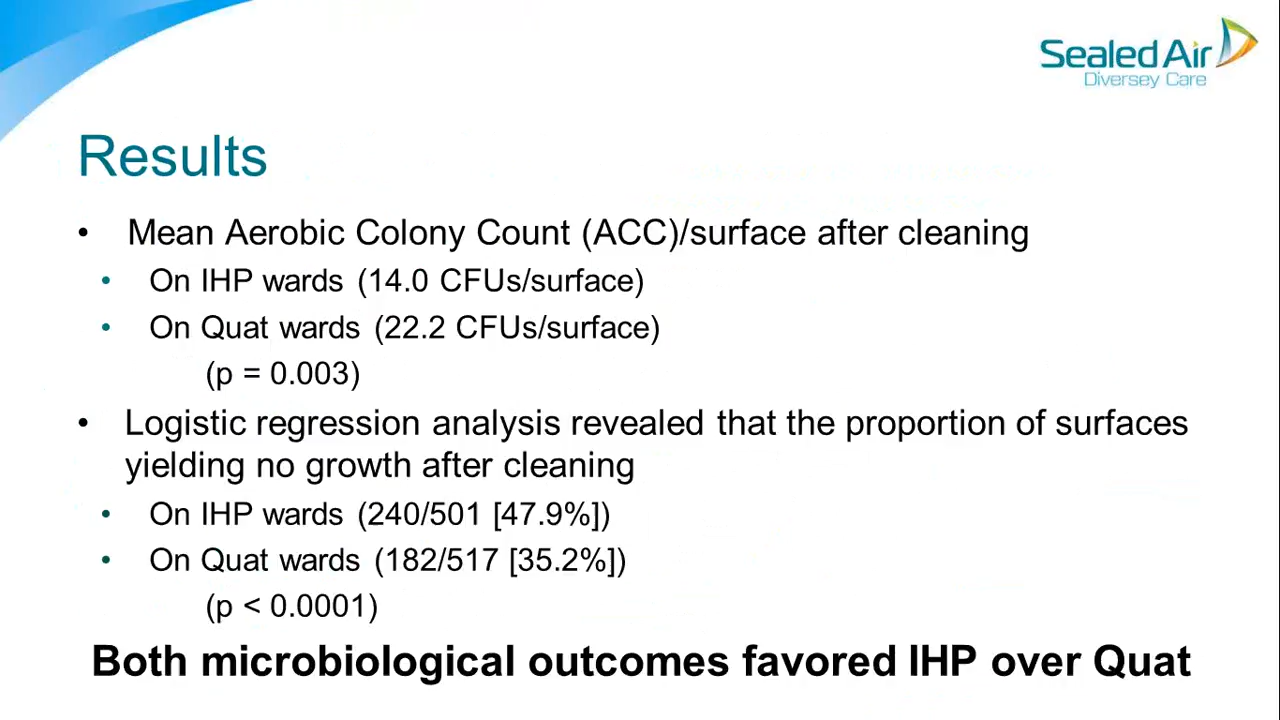 Sealed Air
Diversey Care
Results
• Mean Aerobic Colony Count (ACC)/surface after cleaning
• On IHP wards (14.0 CFUs/surface)
• On Quat wards (22.2 CFUs/surface)
(p = 0.003)
• Logistic regression analysis revealed that the proportion of surfaces
yielding no growth after cleaning
• On IHP wards (240/501 [47.9%])
• On Quat wards (182/517 [35.2%])
(p < 0.0001)
Both microbiological outcomes favored IHP over Quat